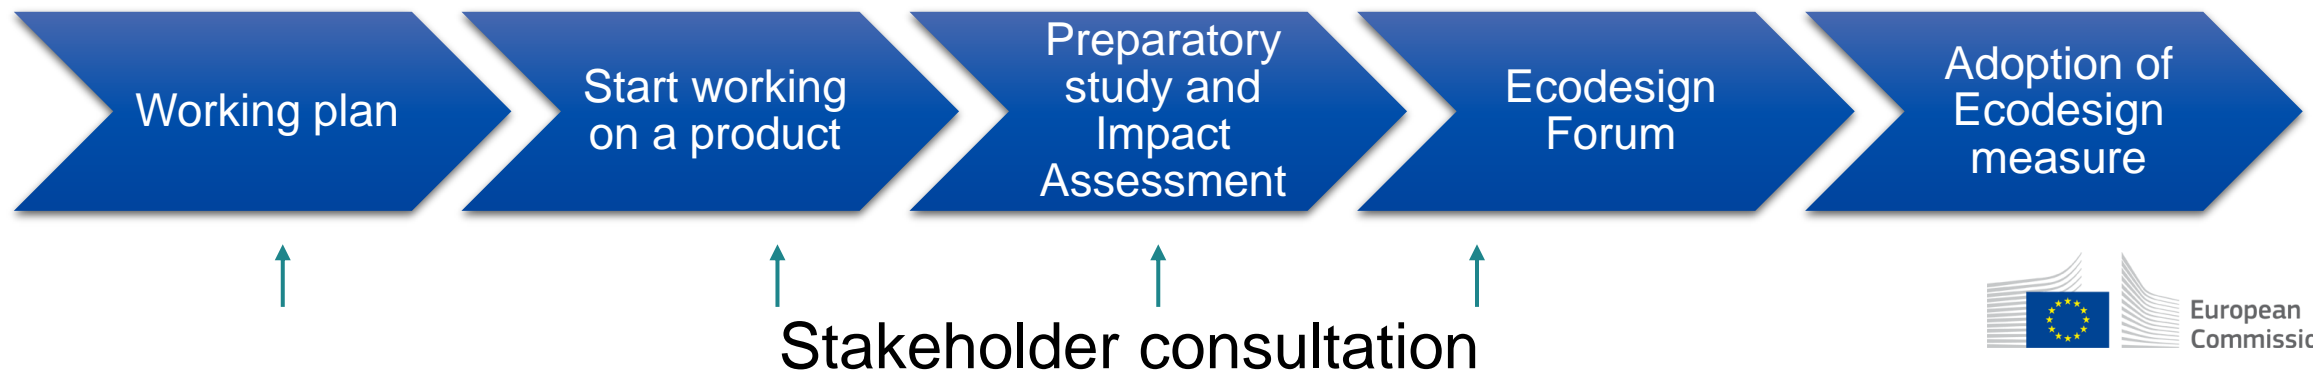 Working plan
Start working
on a product
Preparatory
study and
Impact
Assessment
Ecodesign
Forum
Adoption of
Ecodesign
measure
Stakeholder consultation
European
Commissio